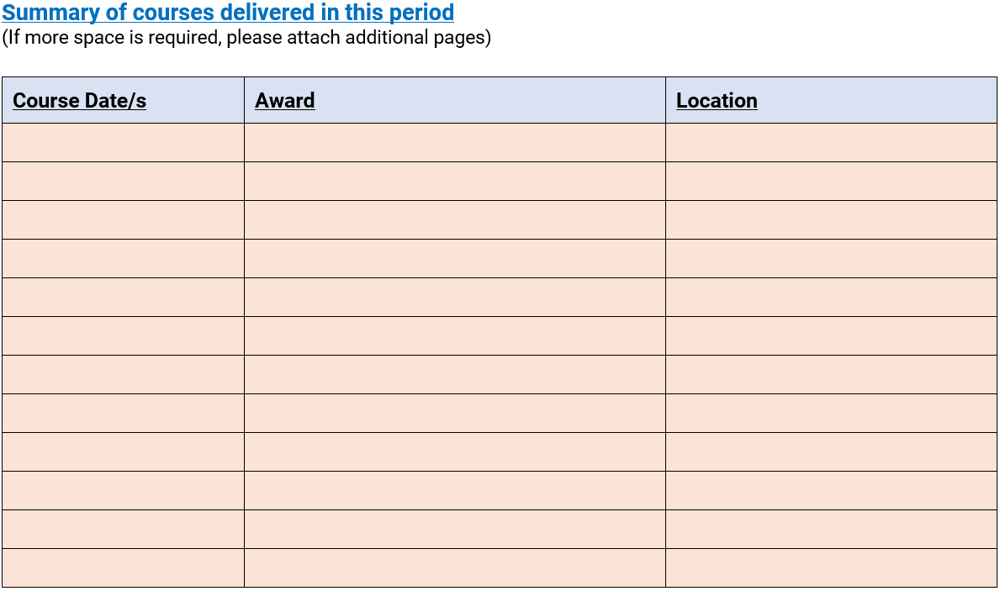 Summary of courses delivered in this period
(If more space is required, please attach additional pages)
Course Date/s Award Location